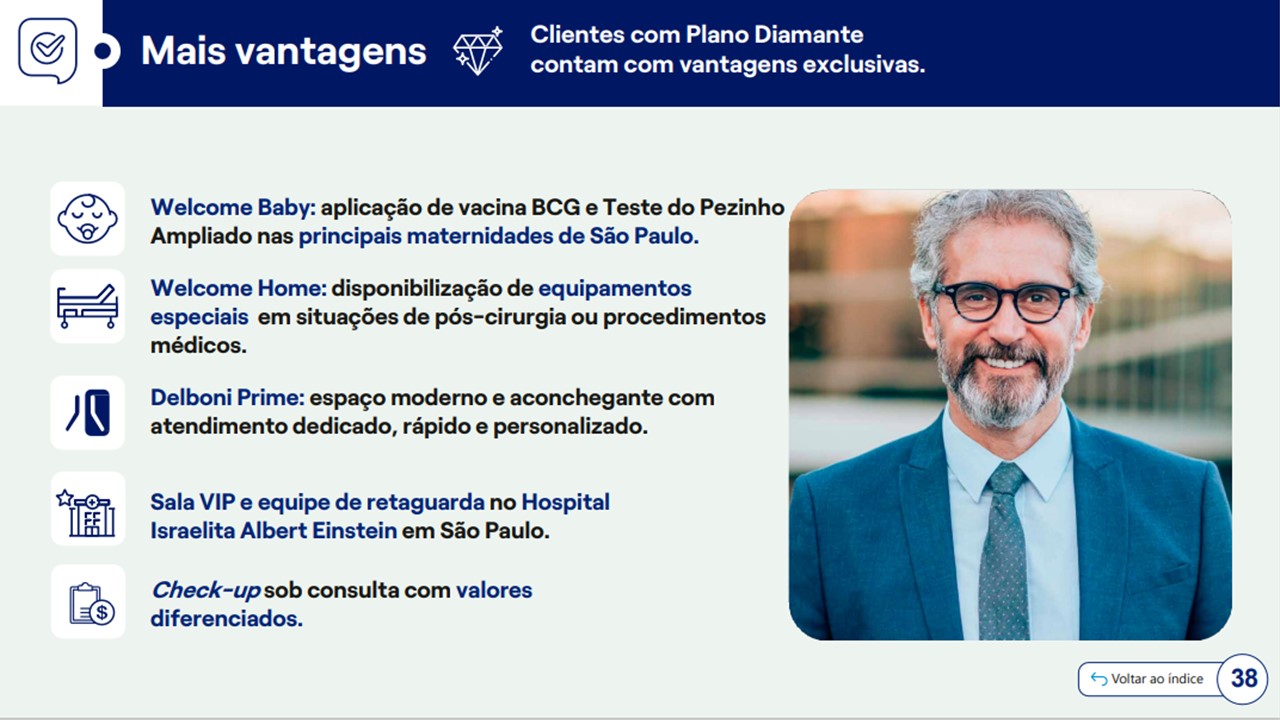 Mais vantagens
Clientes com Plano Diamante
contam com vantagens exclusivas.
Welcome Baby: aplicação de vacina BCG e Teste do Pezinho
Ampliado nas principais maternidades de São Paulo.
Welcome Home: disponibilização de equipamentos
especiais em situações de pós-cirurgia ou procedimentos
médicos.
Delboni Prime: espaço moderno e aconchegante com
atendimento dedicado, rápido e personalizado.
Sala VIP e equipe de retaguarda no Hospital
Israelita Albert Einstein em São Paulo.
Check-up sob consulta com valores
diferenciados.
$
Voltar ao índice
38